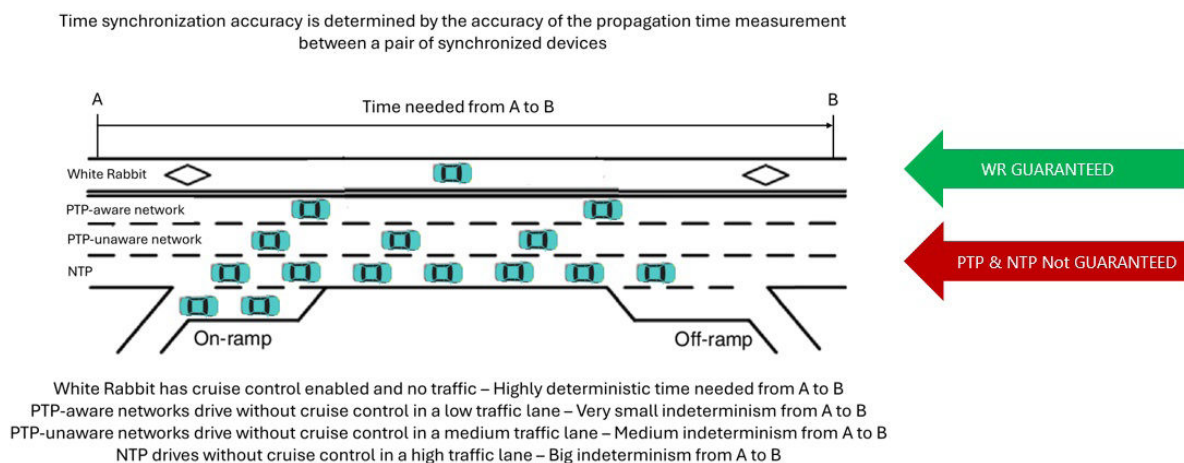 Time synchronization accuracy is determined by the accuracy of the propagation time measurement
between a pair of synchronized devices
A
Time needed from A to B
B
White Rabbit
WR GUARANTEED
PTP-aware network
PTP-unaware network
PTP & NTP Not GUARANTEED
NTP
On-ramp
Off-ramp
White Rabbit has cruise control enabled and no traffic – Highly deterministic time needed from A to B
PTP-aware networks drive without cruise control in a low traffic lane – Very small indeterminism from A to B
PTP-unaware networks drive without cruise control in a medium traffic lane – Medium indeterminism from A to B
NTP drives without cruise control in a high traffic lane – Big indeterminism from A to B